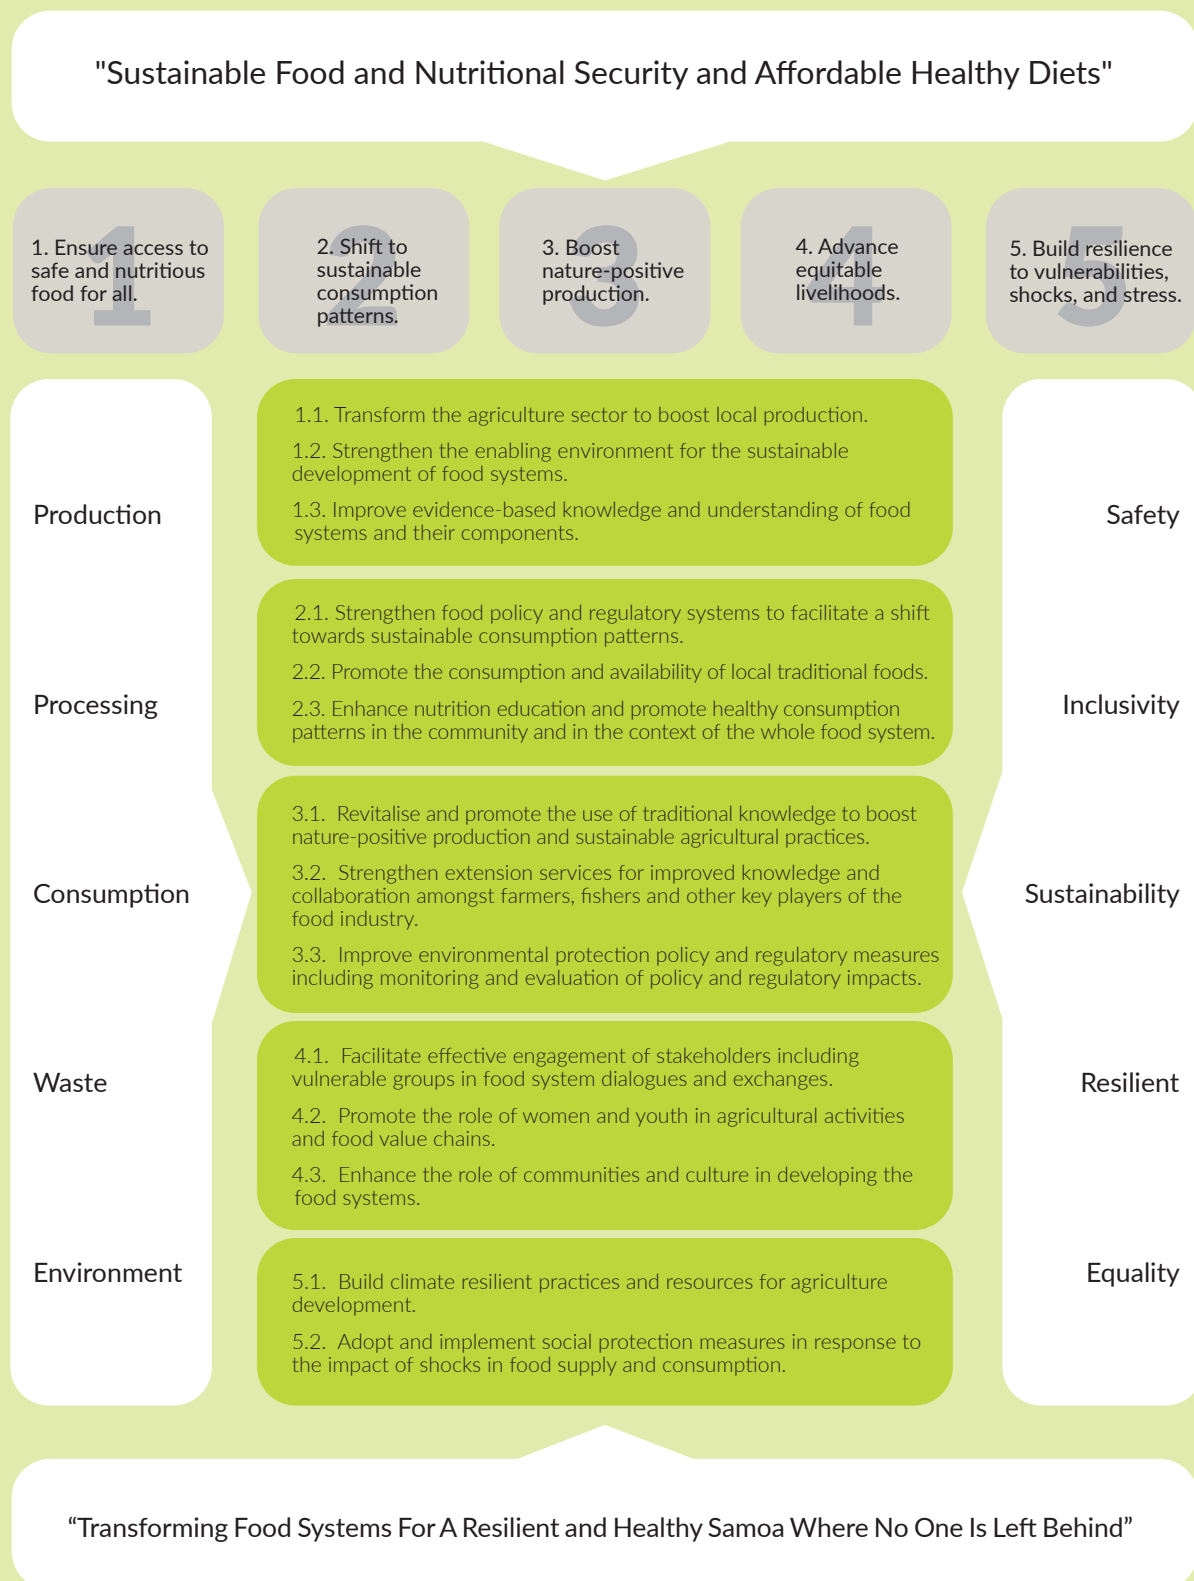 "Sustainable Food and Nutritional Security and Affordable Healthy Diets"
1
1. Ensure access to
safe and nutritious
food for all.
2
2. Shift to
sustainable
consumption
patterns.
3
3. Boost
nature-positive
production.
4
4. Advance
equitable
livelihoods.
5
5. Build resilience
to vulnerabilities,
shocks, and stress.
Production
Processing
Consumption
Waste
Environment
1.1. Transform the agriculture sector to boost local production.
1.2. Strengthen the enabling environment for the sustainable
development of food systems.
1.3. Improve evidence-based knowledge and understanding of food
systems and their components.
2.1. Strengthen food policy and regulatory systems to facilitate a shift
towards sustainable consumption patterns.
2.2. Promote the consumption and availability of local traditional foods.
2.3. Enhance nutrition education and promote healthy consumption
patterns in the community and in the context of the whole food system.
3.1. Revitalise and promote the use of traditional knowledge to boost
nature-positive production and sustainable agricultural practices.
3.2. Strengthen extension services for improved knowledge and
collaboration amongst farmers, fishers and other key players of the
food industry.
3.3. Improve environmental protection policy and regulatory measures
including monitoring and evaluation of policy and regulatory impacts.
4.1. Facilitate effective engagement of stakeholders including
vulnerable groups in food system dialogues and exchanges.
4.2. Promote the role of women and youth in agricultural activities
and food value chains.
4.3. Enhance the role of communities and culture in developing the
food systems.
5.1. Build climate resilient practices and resources for agriculture
development.
5.2. Adopt and implement social protection measures in response to
the impact of shocks in food supply and consumption.
Safety
Inclusivity
Sustainability
Resilient
Equality
“Transforming Food Systems For A Resilient and Healthy Samoa Where No One Is Left Behind”